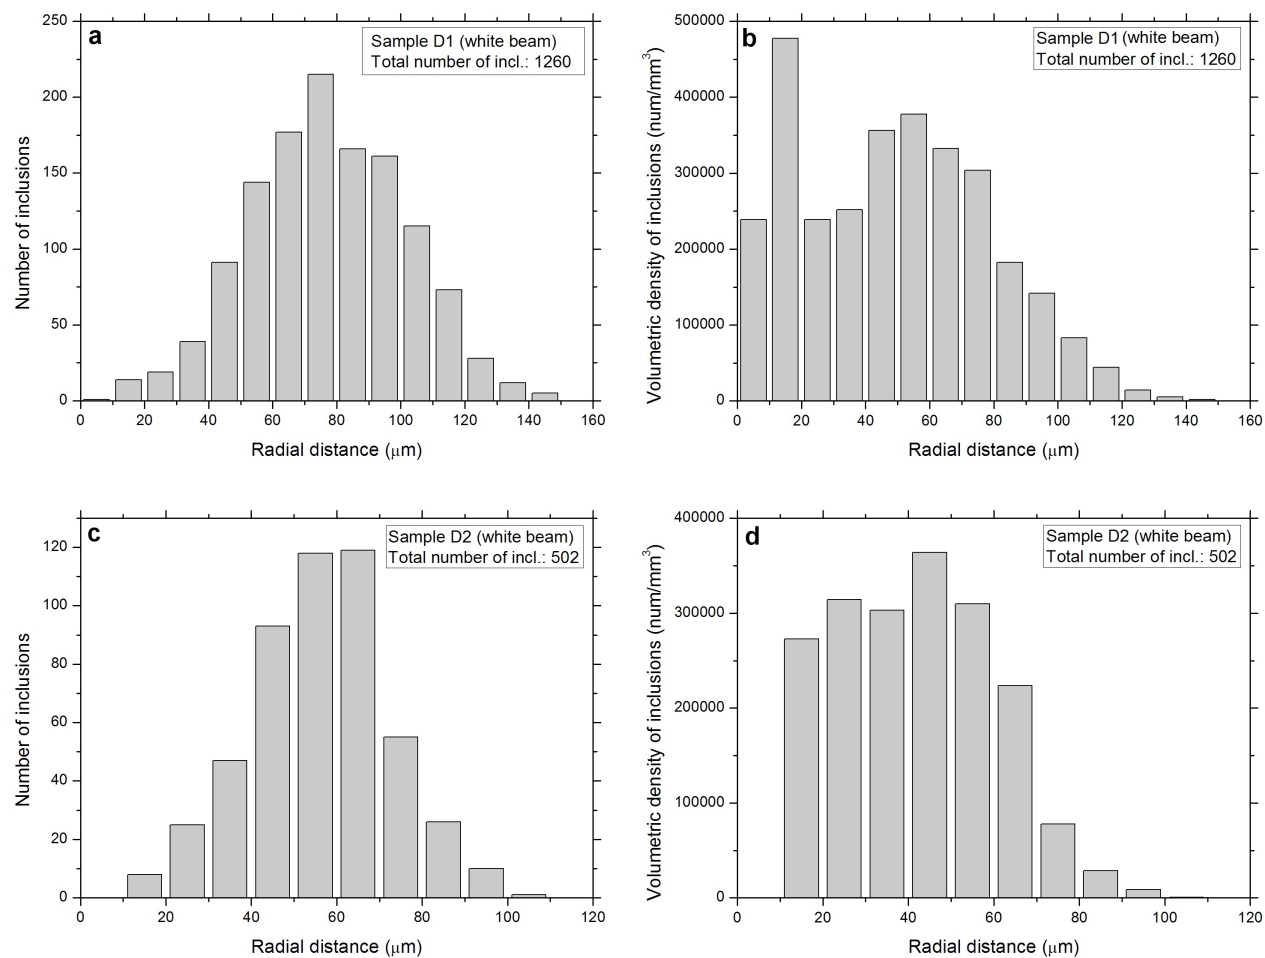 a
Sample D1 (white beam)
Total number of incl.: 1260
250
200
150
100
50
0
Number of inclusions
0 20 40 60 80 100 120 140 160
Radial distance (μm)
b
Sample D1 (white beam)
Total number of incl.: 1260
500000
400000
300000
200000
100000
0
Volumetric density of inclusions (num/mm³)
0 20 40 60 80 100 120 140 160
Radial distance (μm)
c
Sample D2 (white beam)
Total number of incl.: 502
120
100
80
60
40
20
0
Number of inclusions
0 20 40 60 80 100 120
Radial distance (μm)
d
Sample D2 (white beam)
Total number of incl.: 502
400000
300000
200000
100000
0
Volumetric density of inclusions (num/mm³)
0 20 40 60 80 100 120
Radial distance (μm)